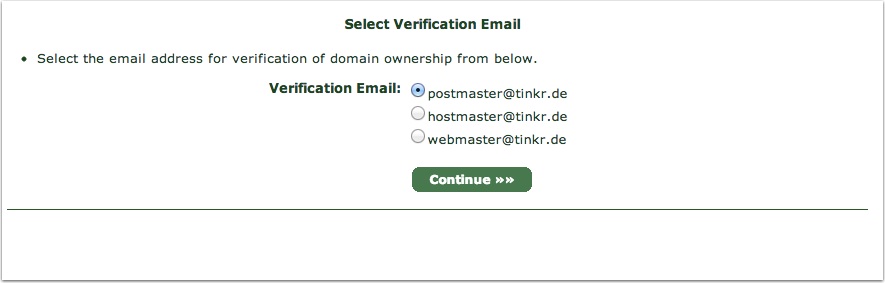 Select Verification Email
• Select the email address for verification of domain ownership from below.
Verification Email: postmaster@tinkr.de
hostmaster@tinkr.de
webmaster@tinkr.de
Continue »»